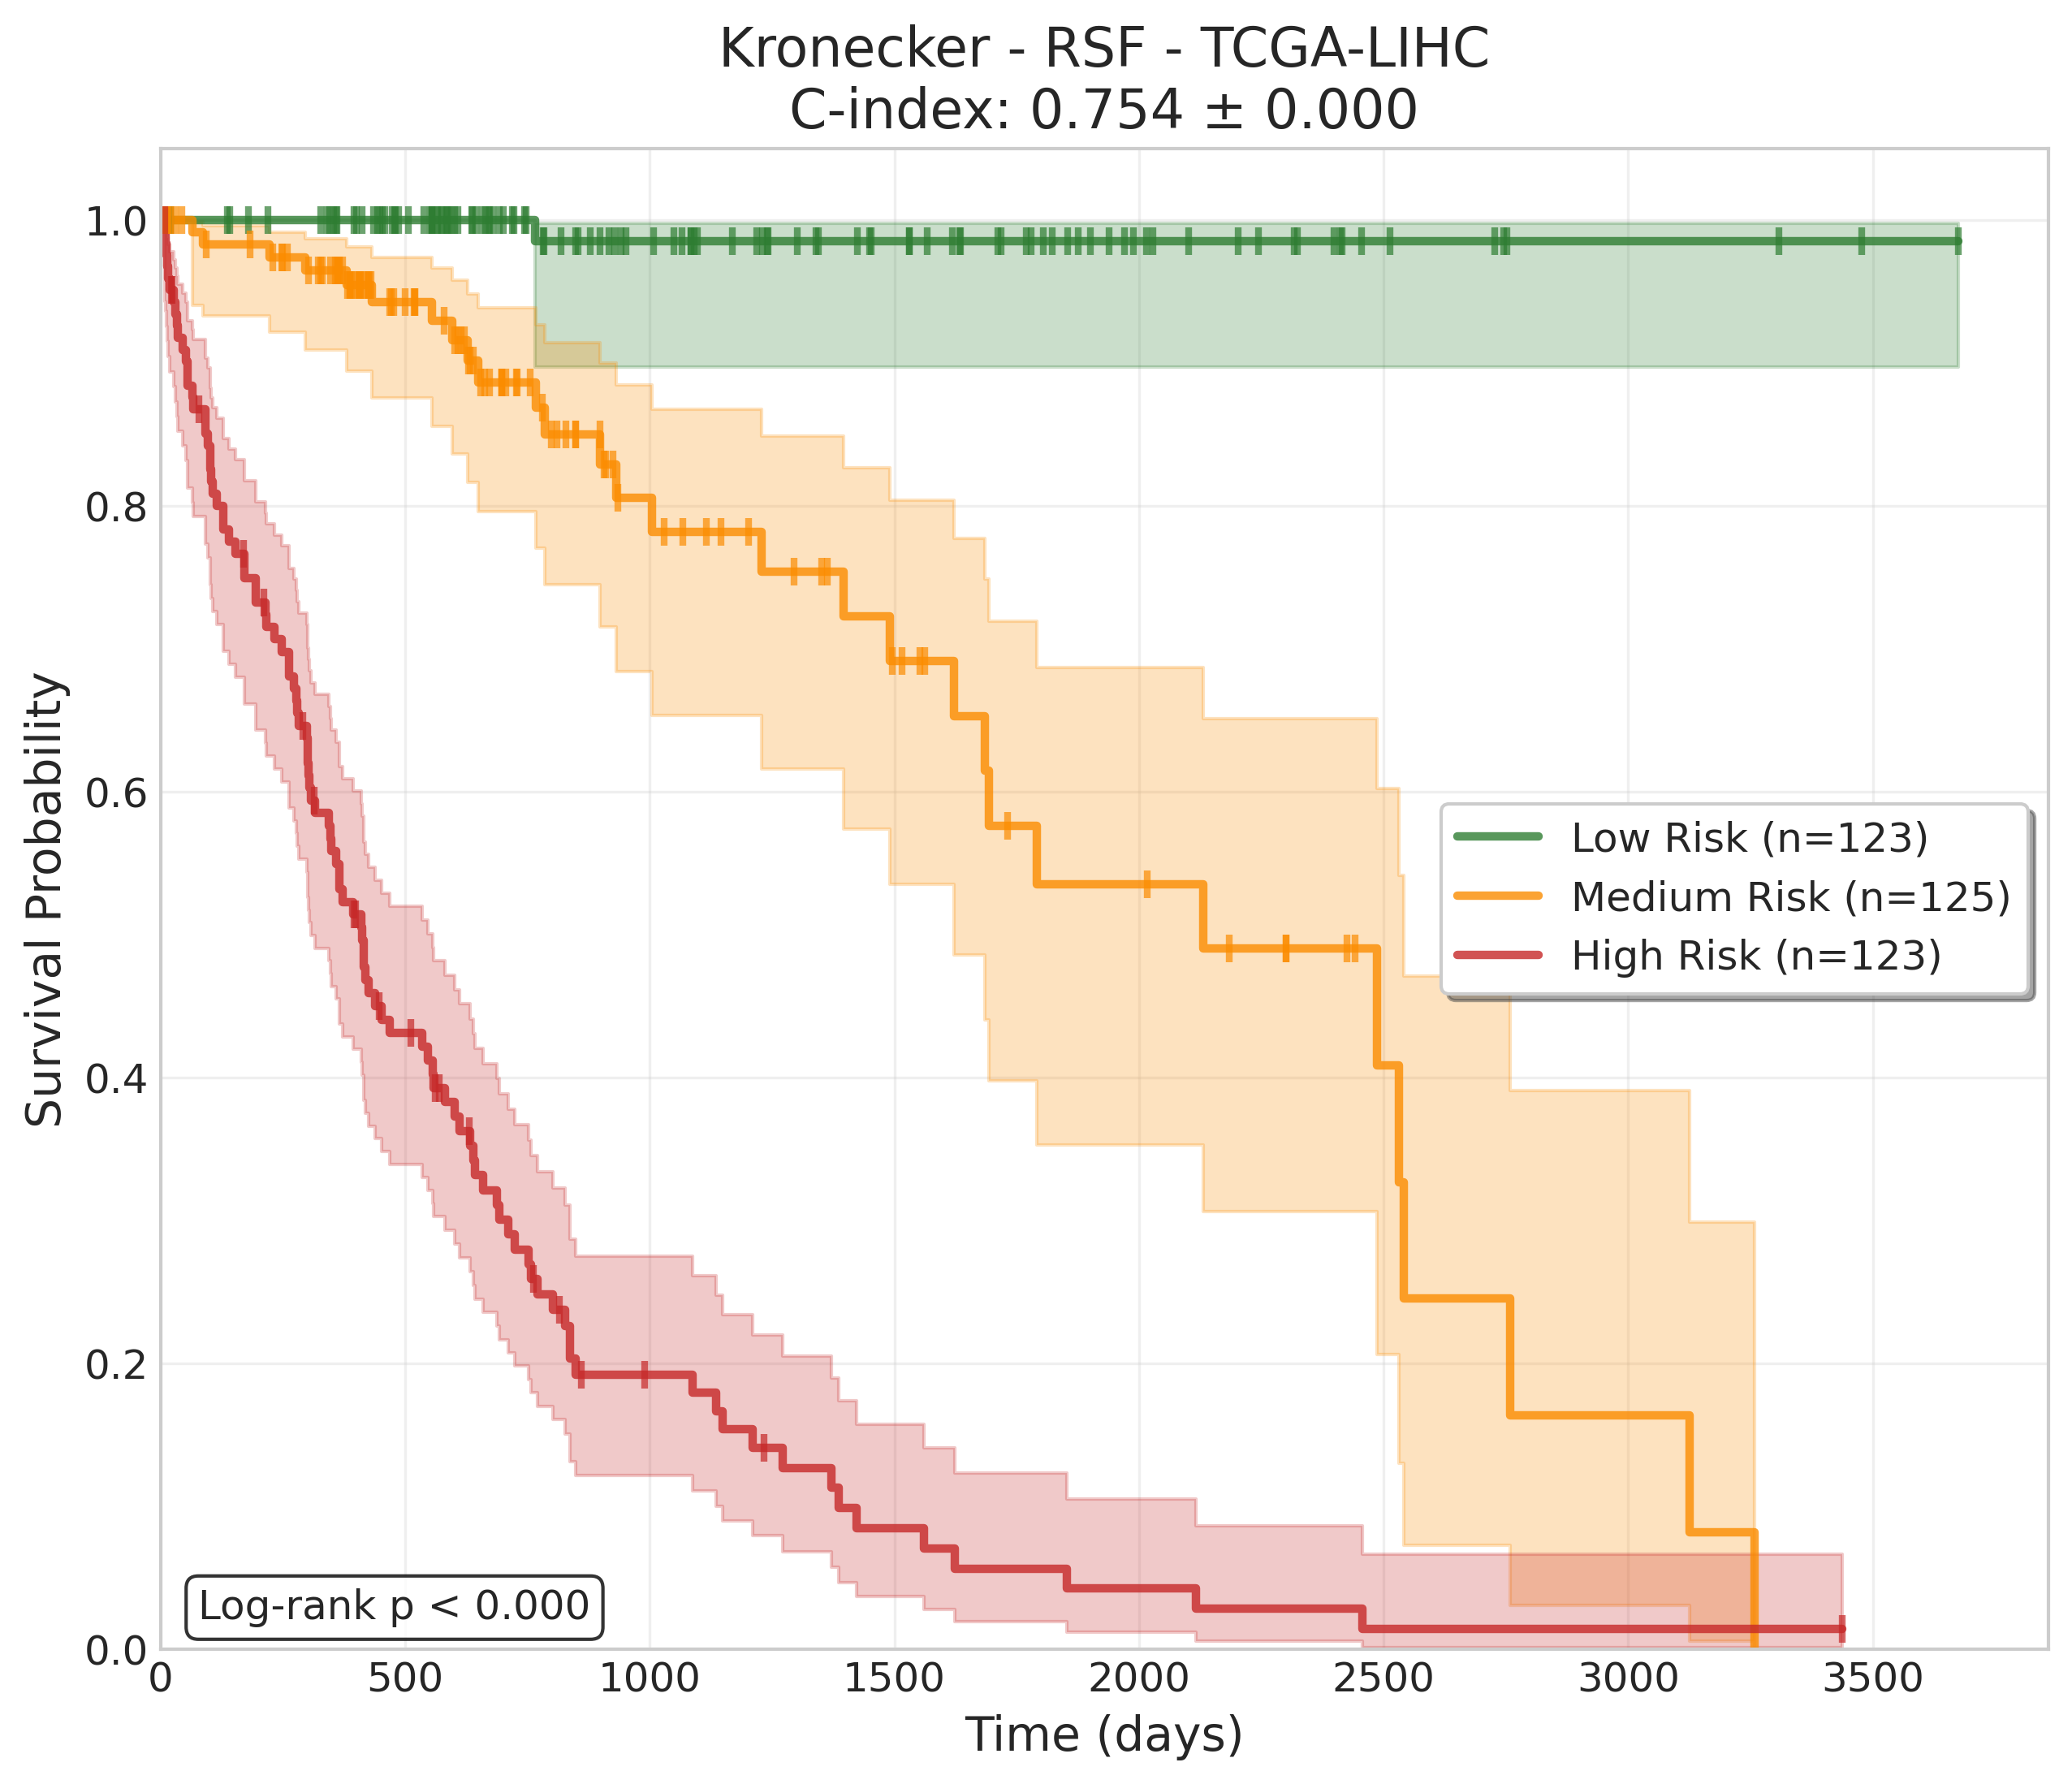 Kronecker - RSF - TCGA-LIHC
C-index: 0.754 ± 0.000
Survival Probability
1.0
0.8
0.6
0.4
0.2
0.0
Low Risk (n=123)
Medium Risk (n=125)
High Risk (n=123)
Log-rank p < 0.000
0 500 1000 1500 2000 2500 3000 3500
Time (days)